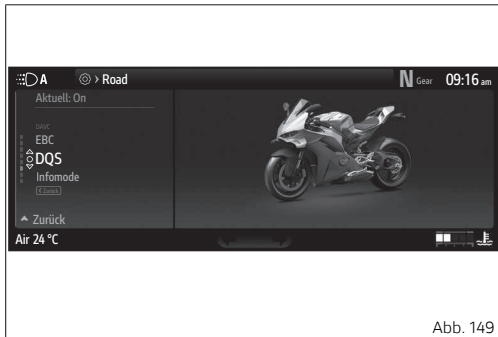 A > Road N Gear 09:16 am
Aktuell: On
DAVC
EBC
DQS
Infomode
< Zurück
Zurück
Air 24 °C
Abb. 149